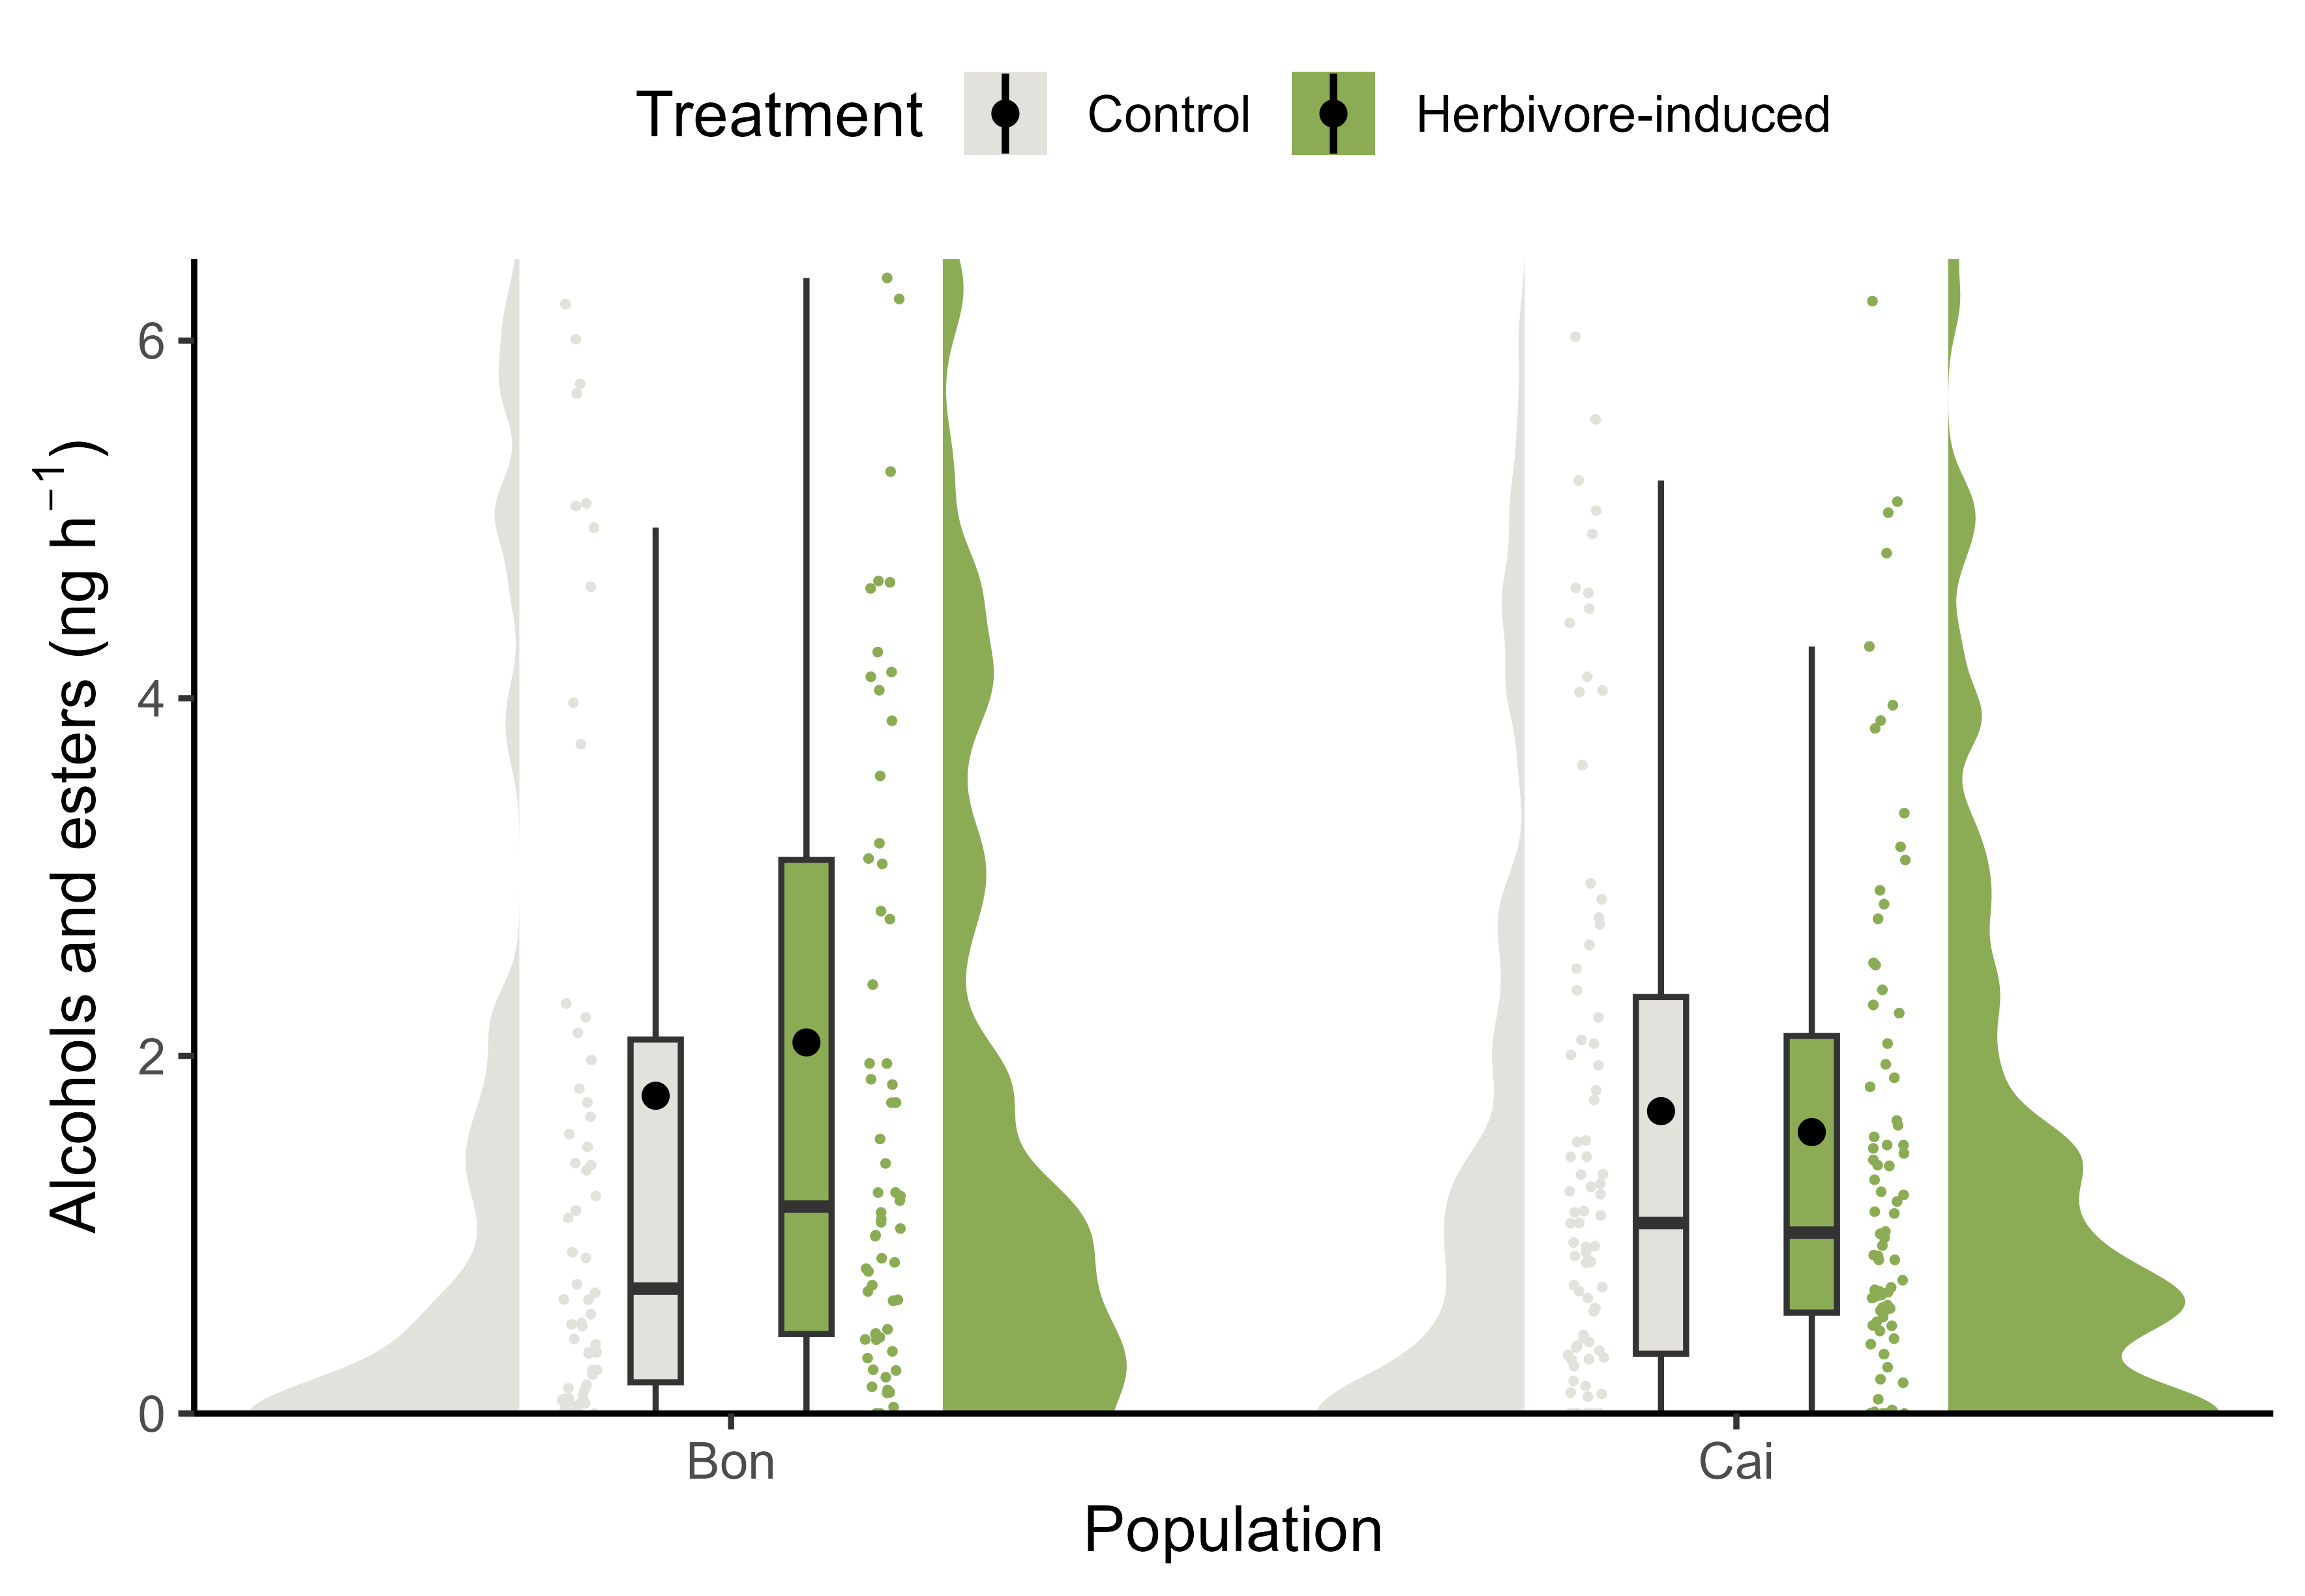 Treatment Control Herbivore-induced
Alcohols and esters (ng h⁻¹)
6
4
2
0
Bon Cai
Population